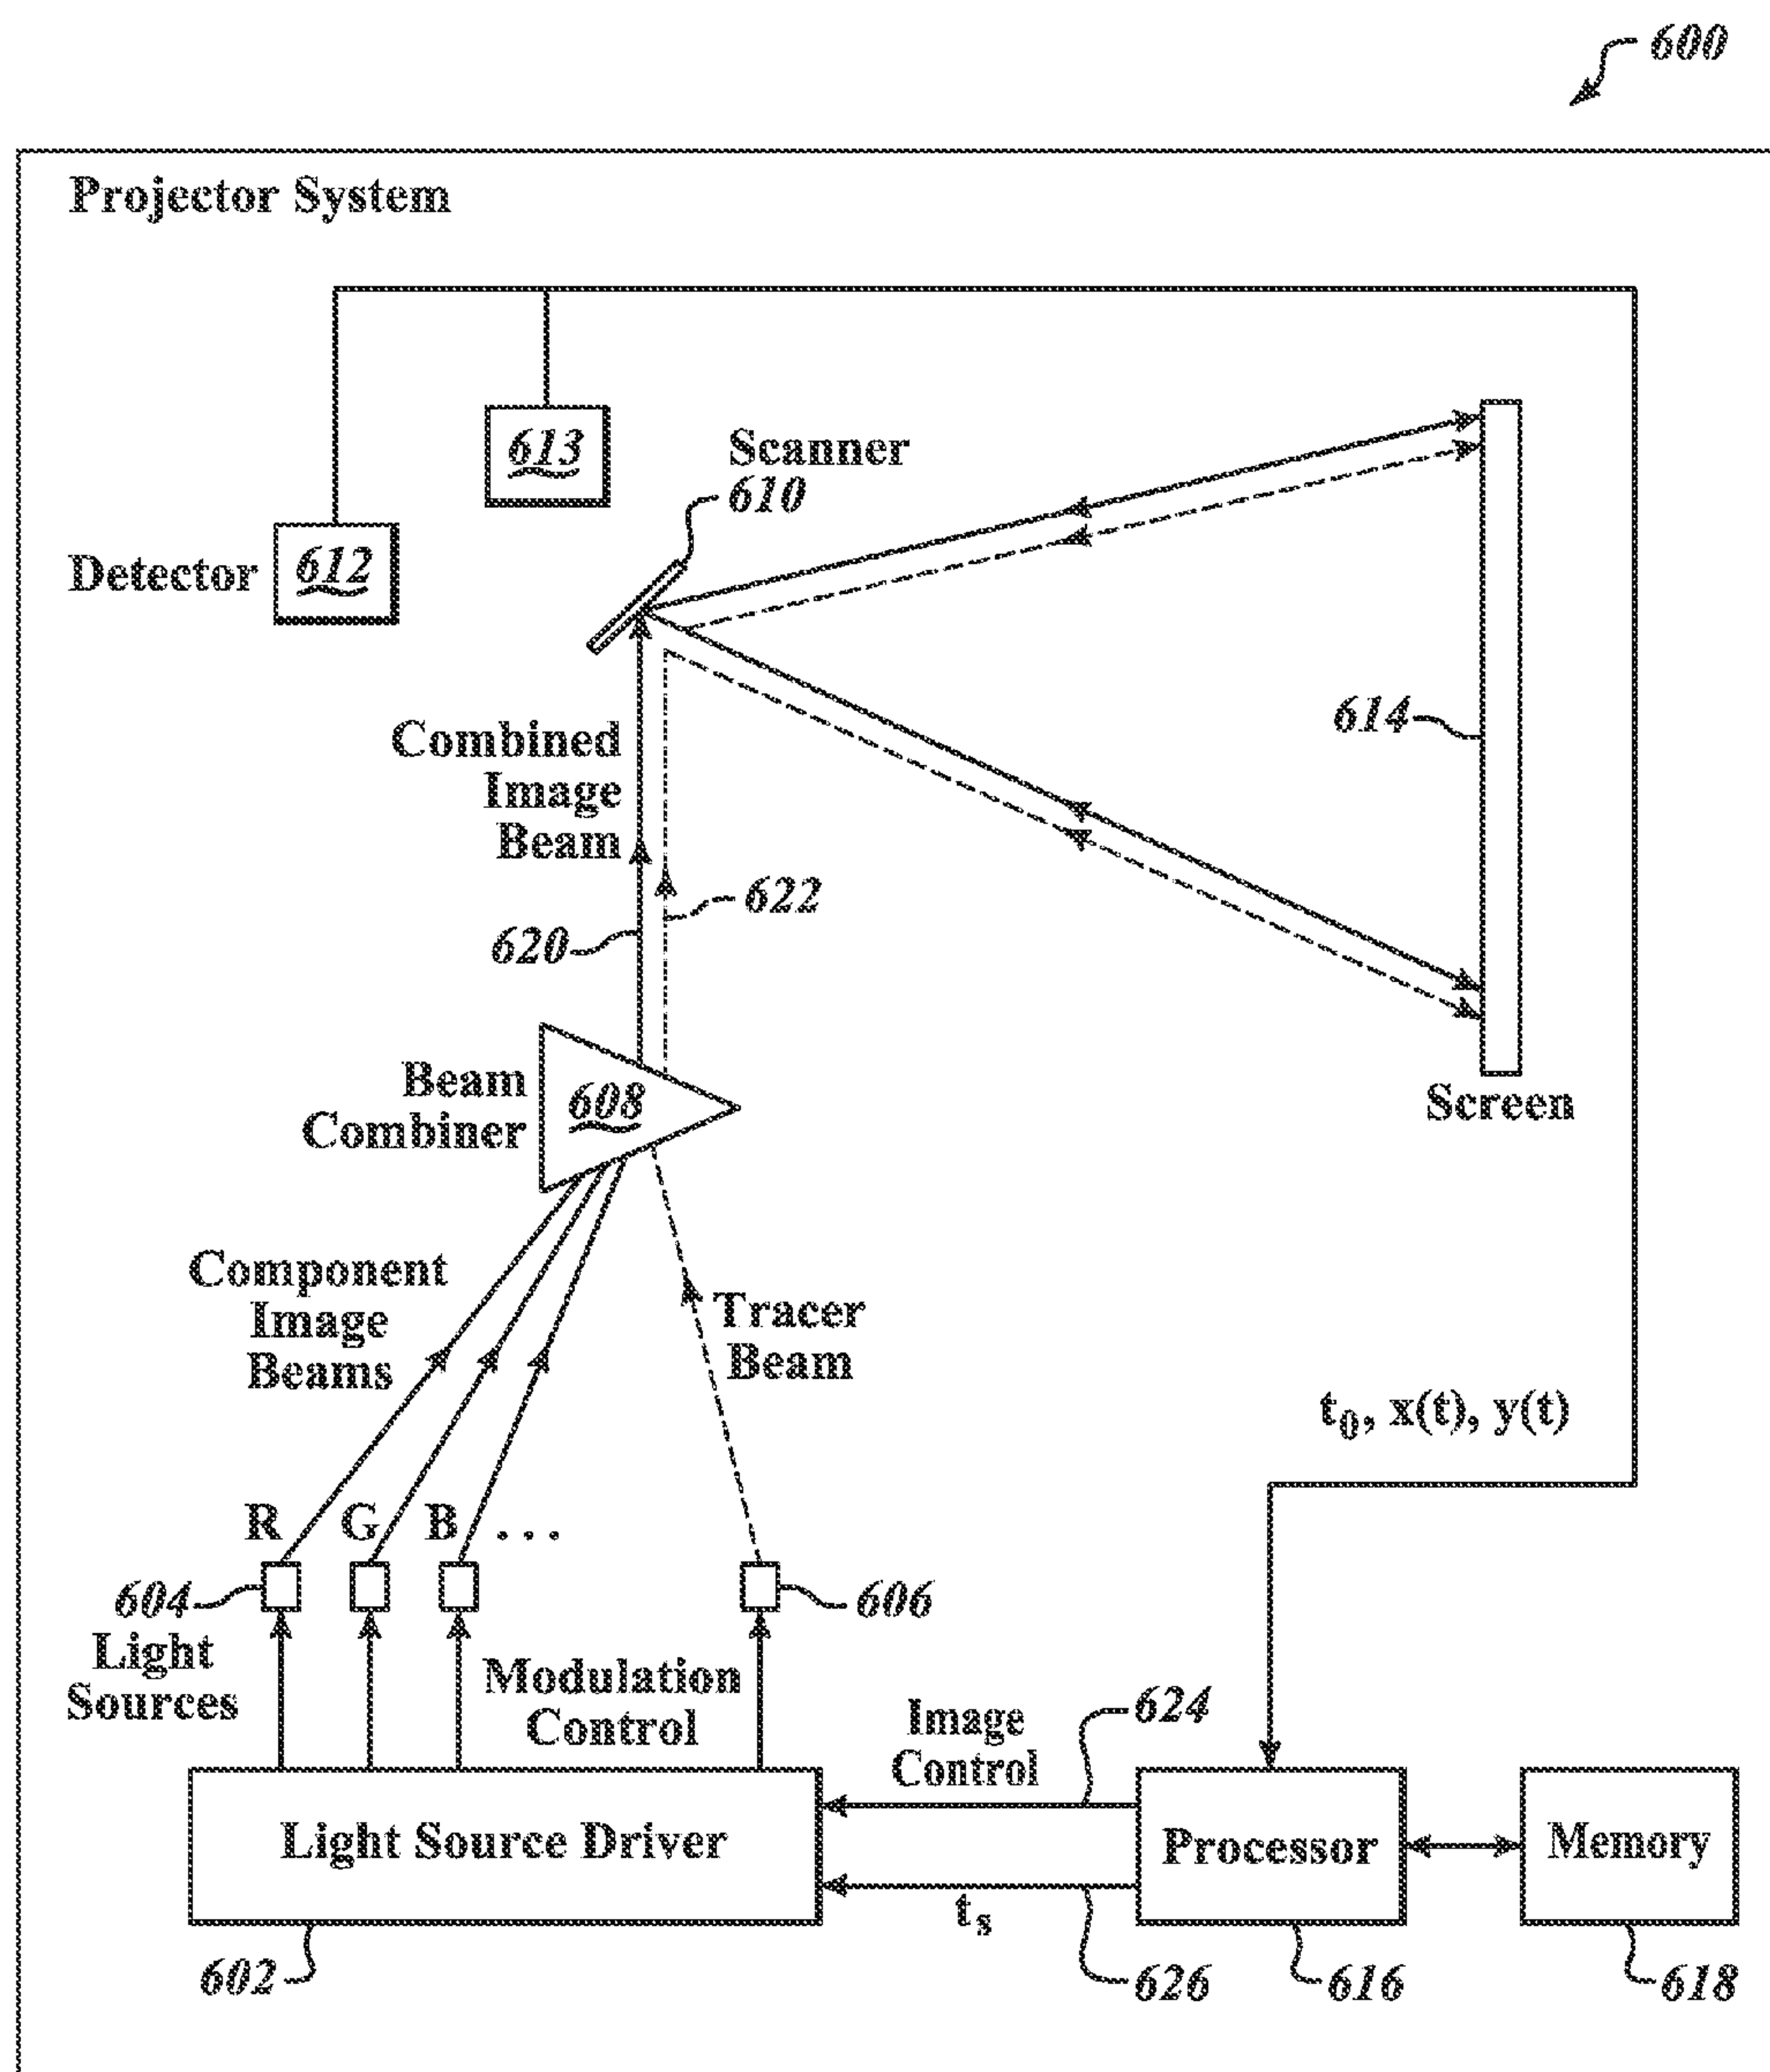 600
Projector System
613
Scanner
610
Detector
612
614
Combined
Image
Beam
622
620
Beam
Combiner
608
Screen
Component
Image
Beams
Tracer
Beam
t0, x(t), y(t)
R G B ...
604
606
Light
Sources
Modulation
Control
Image
Control
624
Light Source Driver
Processor
Memory
ts
602
626
616
618